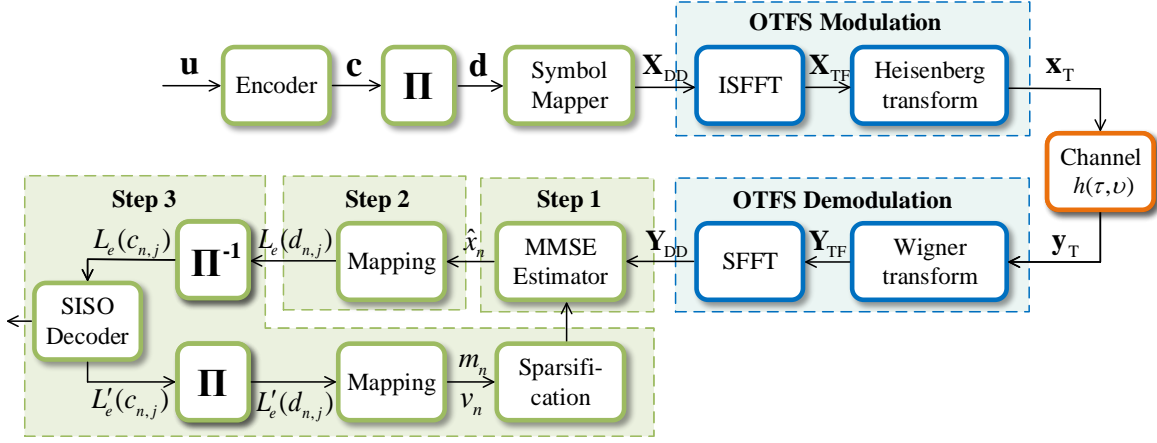 OTFS Modulation
u
Encoder
c
Π
d
Symbol
Mapper
X_DD
ISFFT
X_TF
Heisenberg
transform
x_T
Channel
h(τ,υ)
y_T
OTFS Demodulation
Wigner
transform
Y_TF
SFFT
Y_DD
Step 1
MMSE
Estimator
x̂_n
Step 2
Mapping
L_e(d_{n,j})
Step 3
Π⁻¹
L_e(c_{n,j})
SISO
Decoder
L′_e(c_{n,j})
Π
L′_e(d_{n,j})
Mapping
m_n
v_n
Sparsifi-
cation